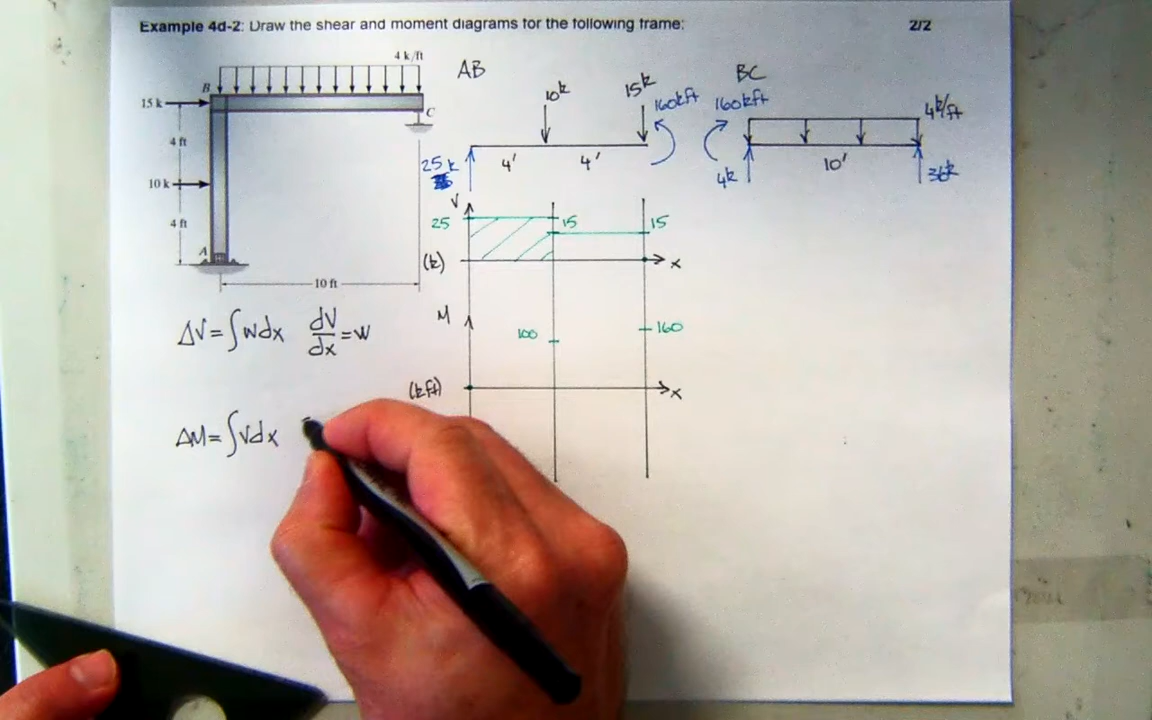 Example 4d-2: Draw the shear and moment diagrams for the following frame: 2/2
4 k/ft
B
15 k
C
4 ft
10 k
4 ft
A
10 ft
AB
10k
15k
160kft
25k
4'
4'
BC
160kft
4k/ft
4k
10'
36k
V
25
15
15
(k)
x
M
100
160
(kft)
x
ΔV=∫wdx dV/dx=w
ΔM=∫Vdx